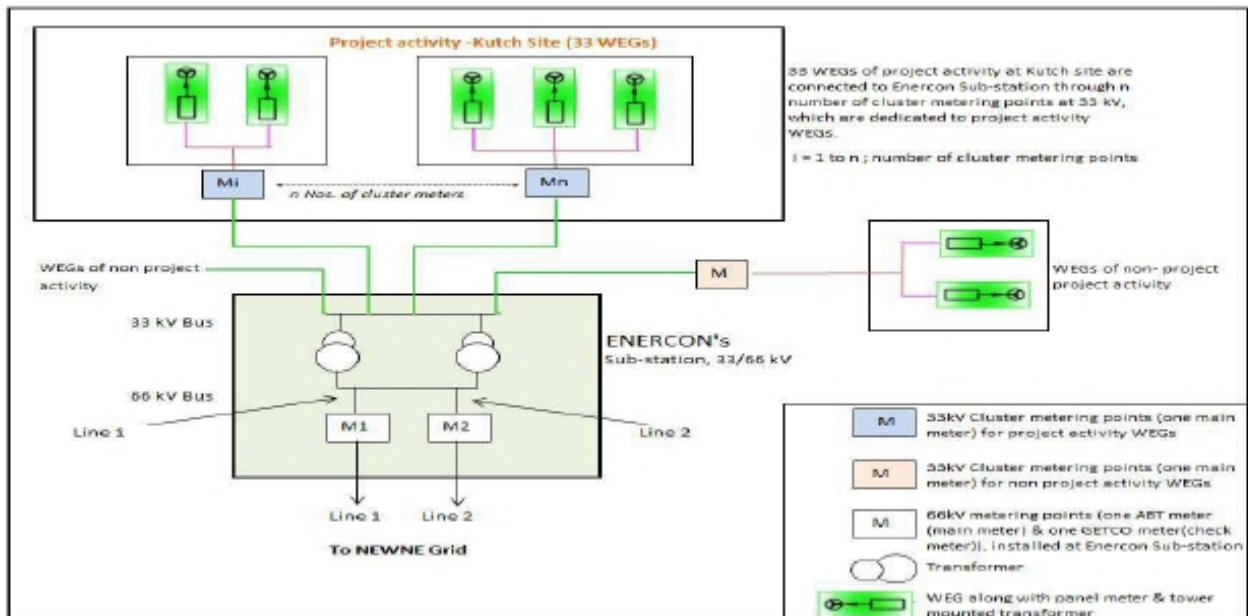 Project activity -Kutch Site (33 WEGs)
33 WEGs of project activity at Kutch site are
connected to Enercon Sub-station through n
number of cluster metering points at 33 kV,
which are dedicated to project activity
WEGs.
i = 1 to n ; number of cluster metering points
Mi
Mn
n Nos. of cluster meters
WEGs of non project
activity
M
WEGs of non- project
project activity
33 kV Bus
ENERCON's
Sub-station, 33/66 kV
66 kV Bus
Line 1
M1
M2
Line 2
Line 1
Line 2
To NEWNE Grid
M
33kV Cluster metering points (one main
meter) for project activity WEGs
M
33kV Cluster metering points (one main
meter) for non project activity WEGs
M
66kV metering points (one ABT meter
(main meter) & one GETCO meter(check
meter)), installed at Enercon Sub-station
Transformer
WEG along with panel meter & tower
mounted transformer